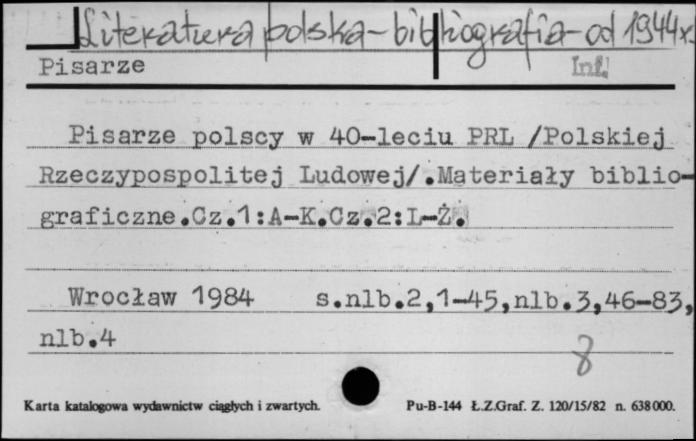 Literatura polska-bibliografia-od 1944r.
Pisarze Inf.
Pisarze polscy w 40-leciu PRL /Polskiej
Rzeczypospolitej Ludowej/.Materiały biblio-
graficzne.Cz.1:A-K.Cz.2:L-Ż.
Wrocław 1984 s.nlb.2,1-45,nlb.3,46-83,
nlb.4
8
Karta katalogowa wydawnictw ciągłych i zwartych. Pu-B-144 Ł.Z.Graf. Z. 120/15/82 n. 638000.